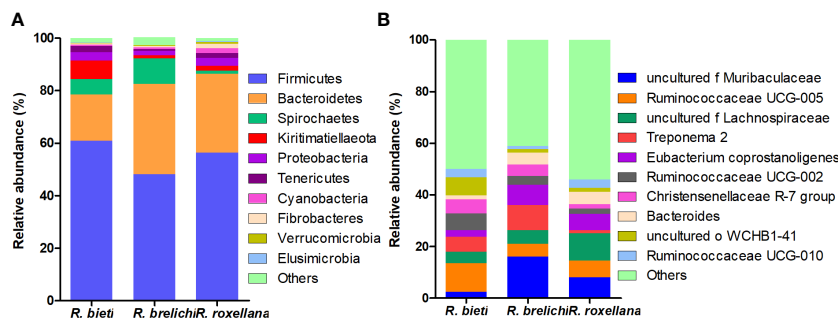 A
Relative abundance (%)
100
80
60
40
20
0
R. bieti R. brelichi R. roxellana
Firmicutes
Bacteroidetes
Spirochaetes
Kiritimatiellaeota
Proteobacteria
Tenericutes
Cyanobacteria
Fibrobacteres
Verrucomicrobia
Elusimicrobia
Others
B
Relative abundance (%)
100
80
60
40
20
0
R. bieti R. brelichi R. roxellana
uncultured f Muribaculaceae
Ruminococcaceae UCG-005
uncultured f Lachnospiraceae
Treponema 2
Eubacterium coprostanoligenes
Ruminococcaceae UCG-002
Christensenellaceae R-7 group
Bacteroides
uncultured o WCHB1-41
Ruminococcaceae UCG-010
Others